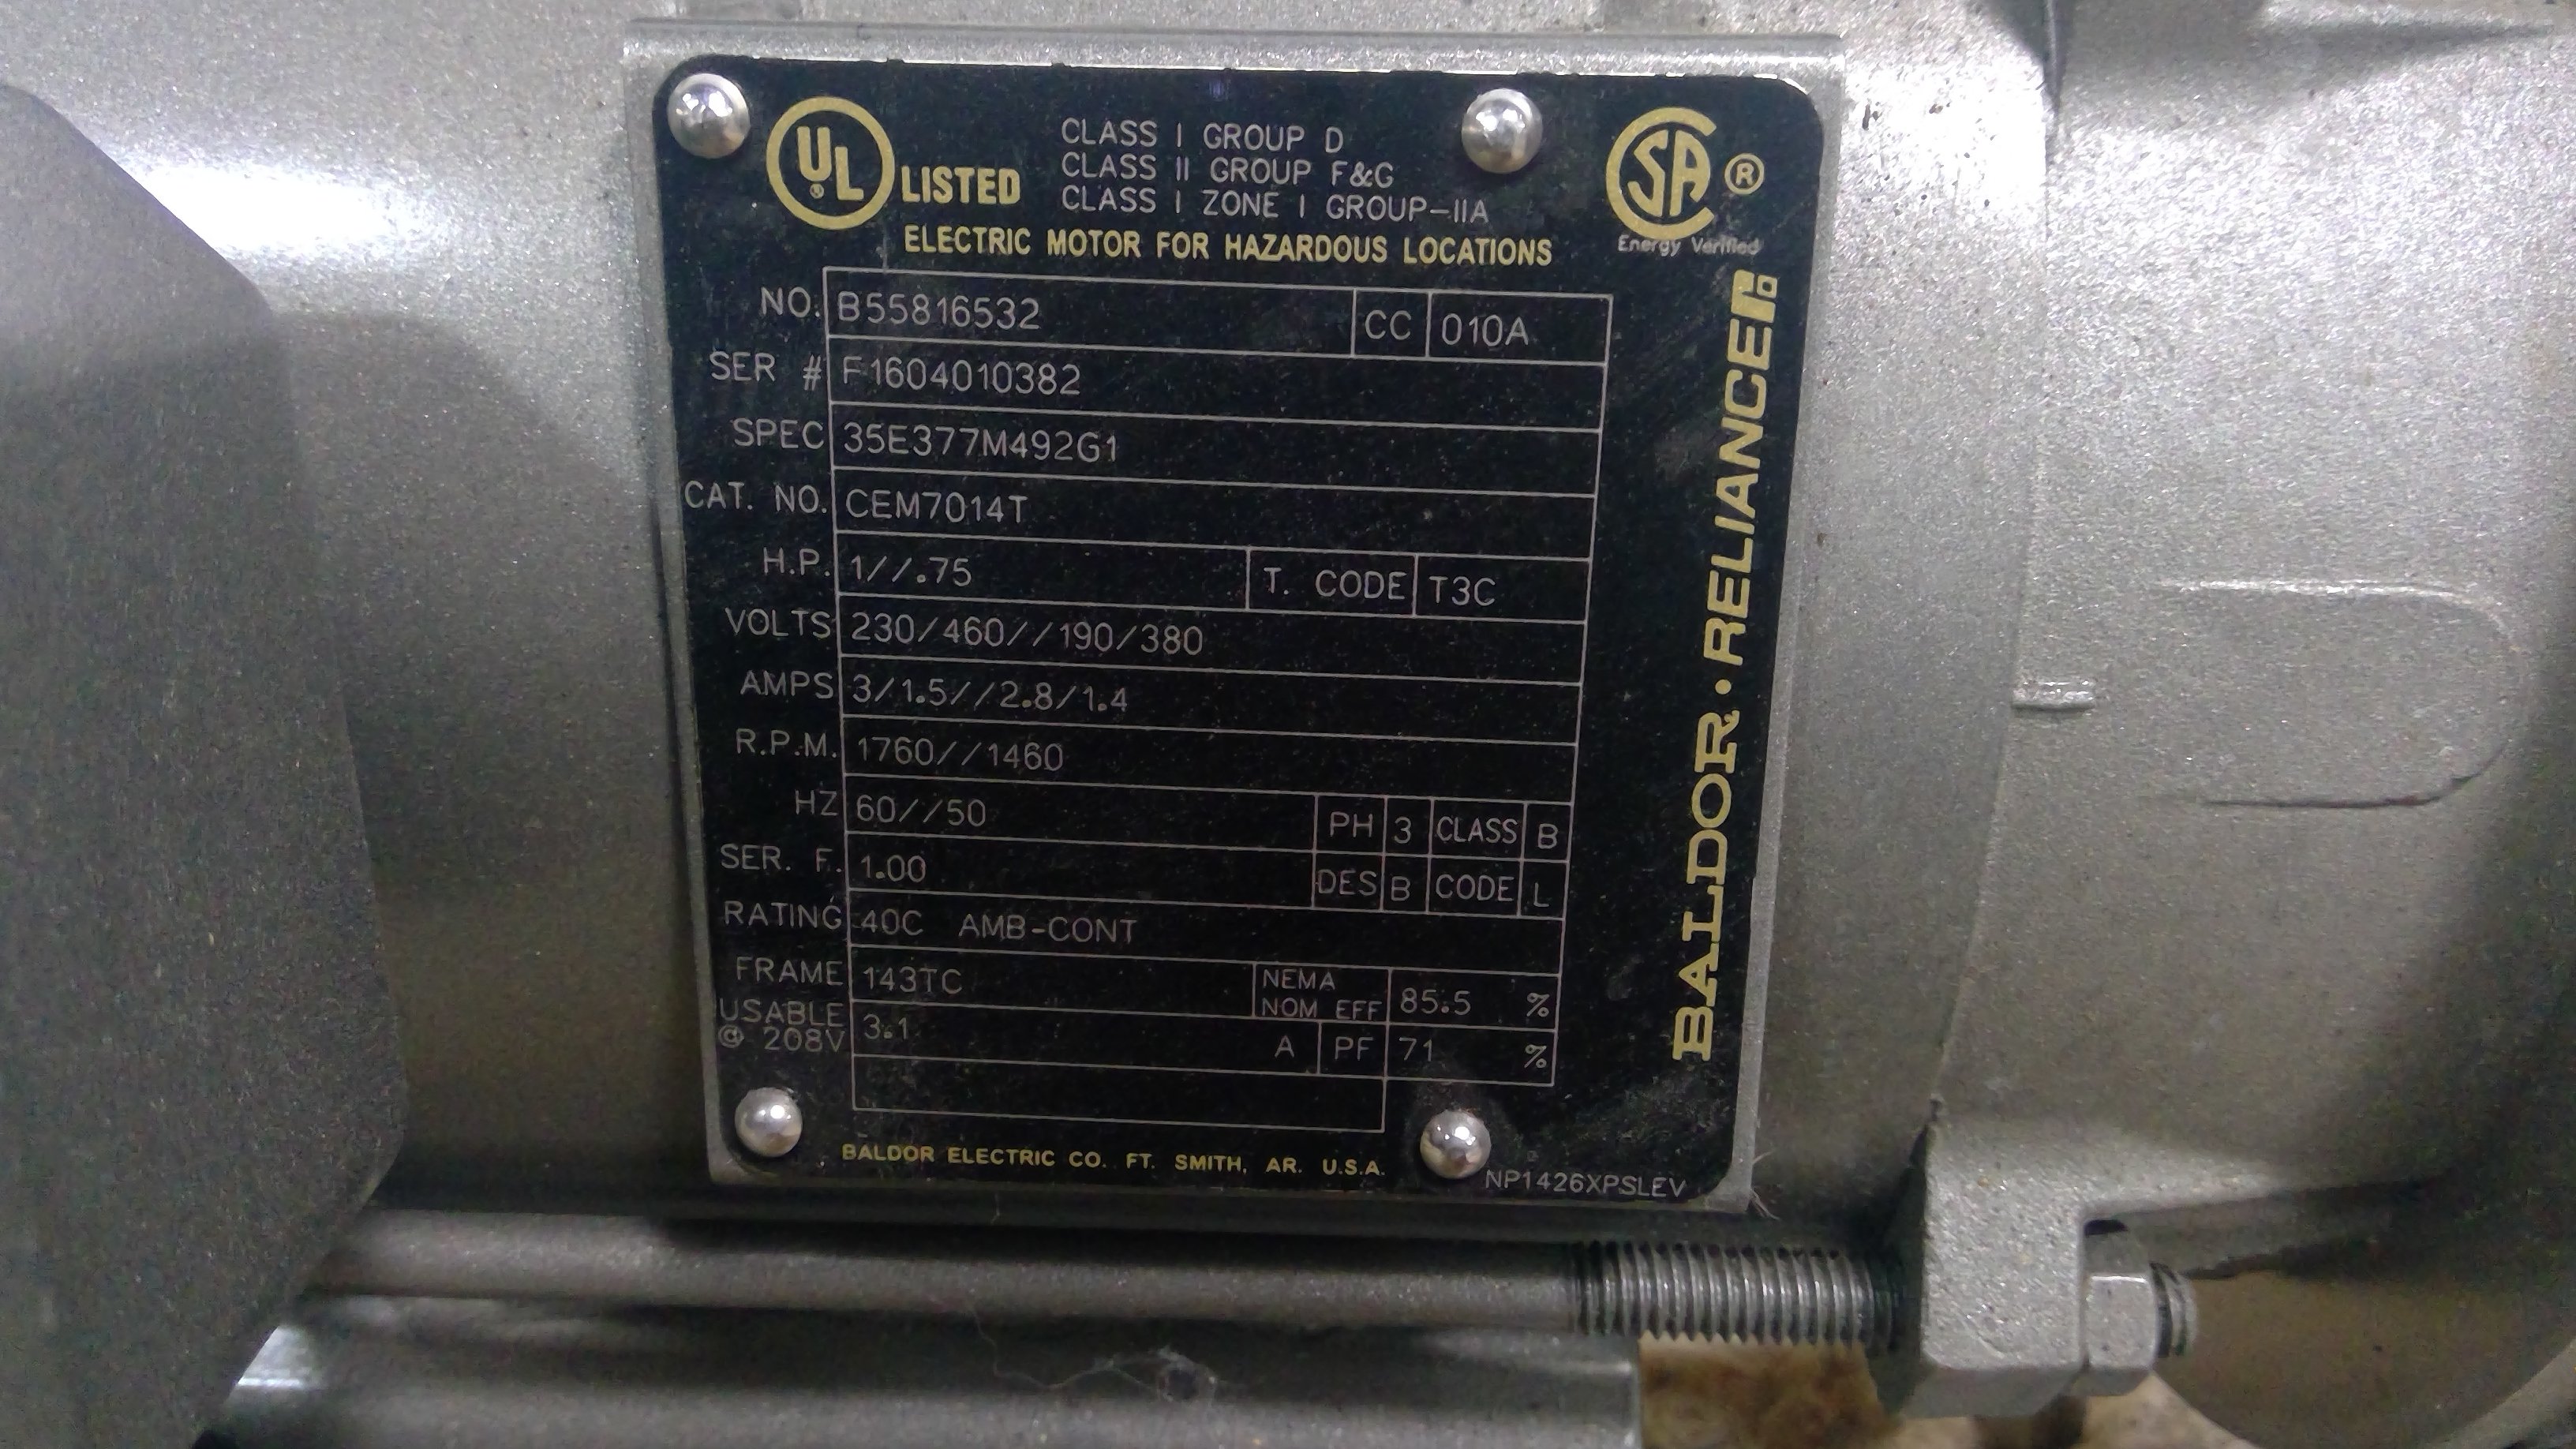 UL® LISTED
CLASS I GROUP D
CLASS II GROUP F&G
CLASS I ZONE I GROUP-IIA
SA ®
Energy Verified
ELECTRIC MOTOR FOR HAZARDOUS LOCATIONS
NO. B55816532 CC 010A
SER # F1604010382
SPEC 35E377M492G1
CAT. NO. CEM7014T
H.P. 1//.75 T. CODE T3C
VOLTS 230/460//190/380
AMPS 3/1.5//2.8/1.4
R.P.M. 1760//1460
HZ 60//50 PH 3 CLASS B
SER. F. 1.00 DES B CODE L
RATING 40C AMB-CONT
FRAME 143TC NEMA NOM EFF 85.5 %
USABLE @ 208V 3.1 A PF 71 %
BALDOR • RELIANCE
BALDOR ELECTRIC CO. FT. SMITH, AR. U.S.A.
NP1426XPSLEV